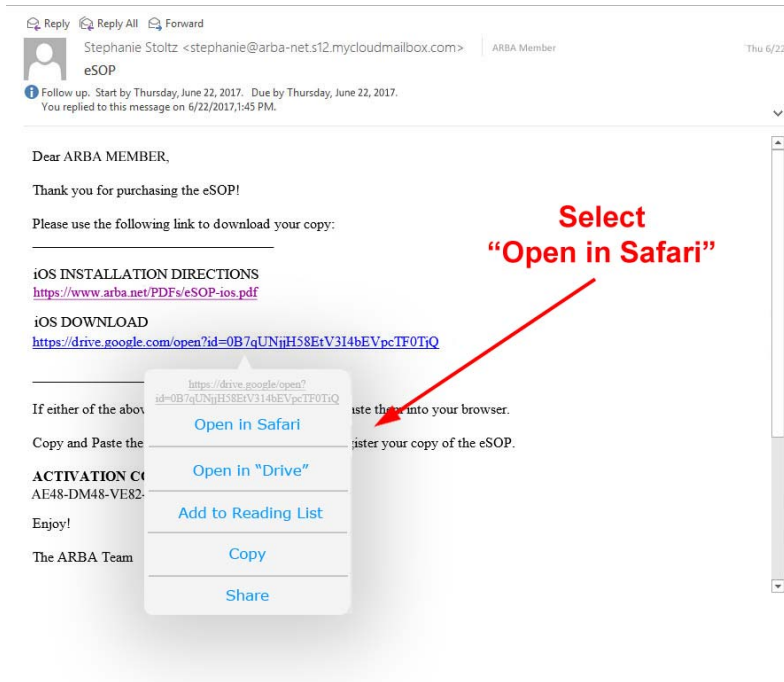 Reply Reply All Forward
Stephanie Stoltz <stephanie@arba-net.s12.mycloudmailbox.com> ARBA Member Thu 6/22
eSOP
Follow up. Start by Thursday, June 22, 2017. Due by Thursday, June 22, 2017.
You replied to this message on 6/22/2017,1:45 PM.
Dear ARBA MEMBER,
Thank you for purchasing the eSOP!
Please use the following link to download your copy:
Select
“Open in Safari”
iOS INSTALLATION DIRECTIONS
https://www.arba.net/PDFs/eSOP-ios.pdf
iOS DOWNLOAD
https://drive.google.com/open?id=0B7qUNjjH58EtV3I4bEVpcTF0TjQ
https://drive.google/open?
id=0B7qUNjjH58EtV314bEVpcTF0TiQ
If either of the abov aste them into your browser.
Open in Safari
Copy and Paste the gister your copy of the eSOP.
Open in “Drive”
ACTIVATION CO
AE48-DM48-VE82-
Add to Reading List
Enjoy!
Copy
The ARBA Team
Share